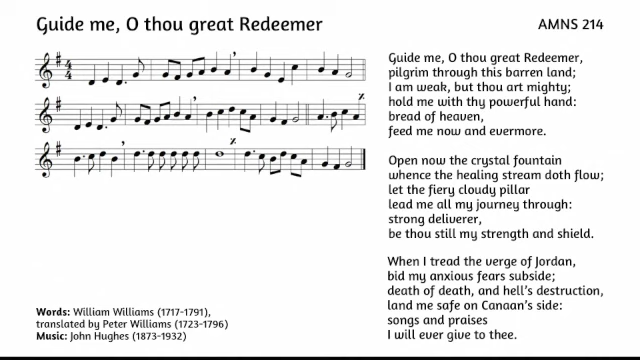 Guide me, O thou great Redeemer
AMNS 214
Guide me, O thou great Redeemer,
pilgrim through this barren land;
I am weak, but thou art mighty;
hold me with thy powerful hand:
bread of heaven,
feed me now and evermore.
Open now the crystal fountain
whence the healing stream doth flow;
let the fiery cloudy pillar
lead me all my journey through:
strong deliverer,
be thou still my strength and shield.
When I tread the verge of Jordan,
bid my anxious fears subside;
death of death, and hell's destruction,
land me safe on Canaan's side:
songs and praises
I will ever give to thee.
Words: William Williams (1717-1791),
translated by Peter Williams (1723-1796)
Music: John Hughes (1873-1932)